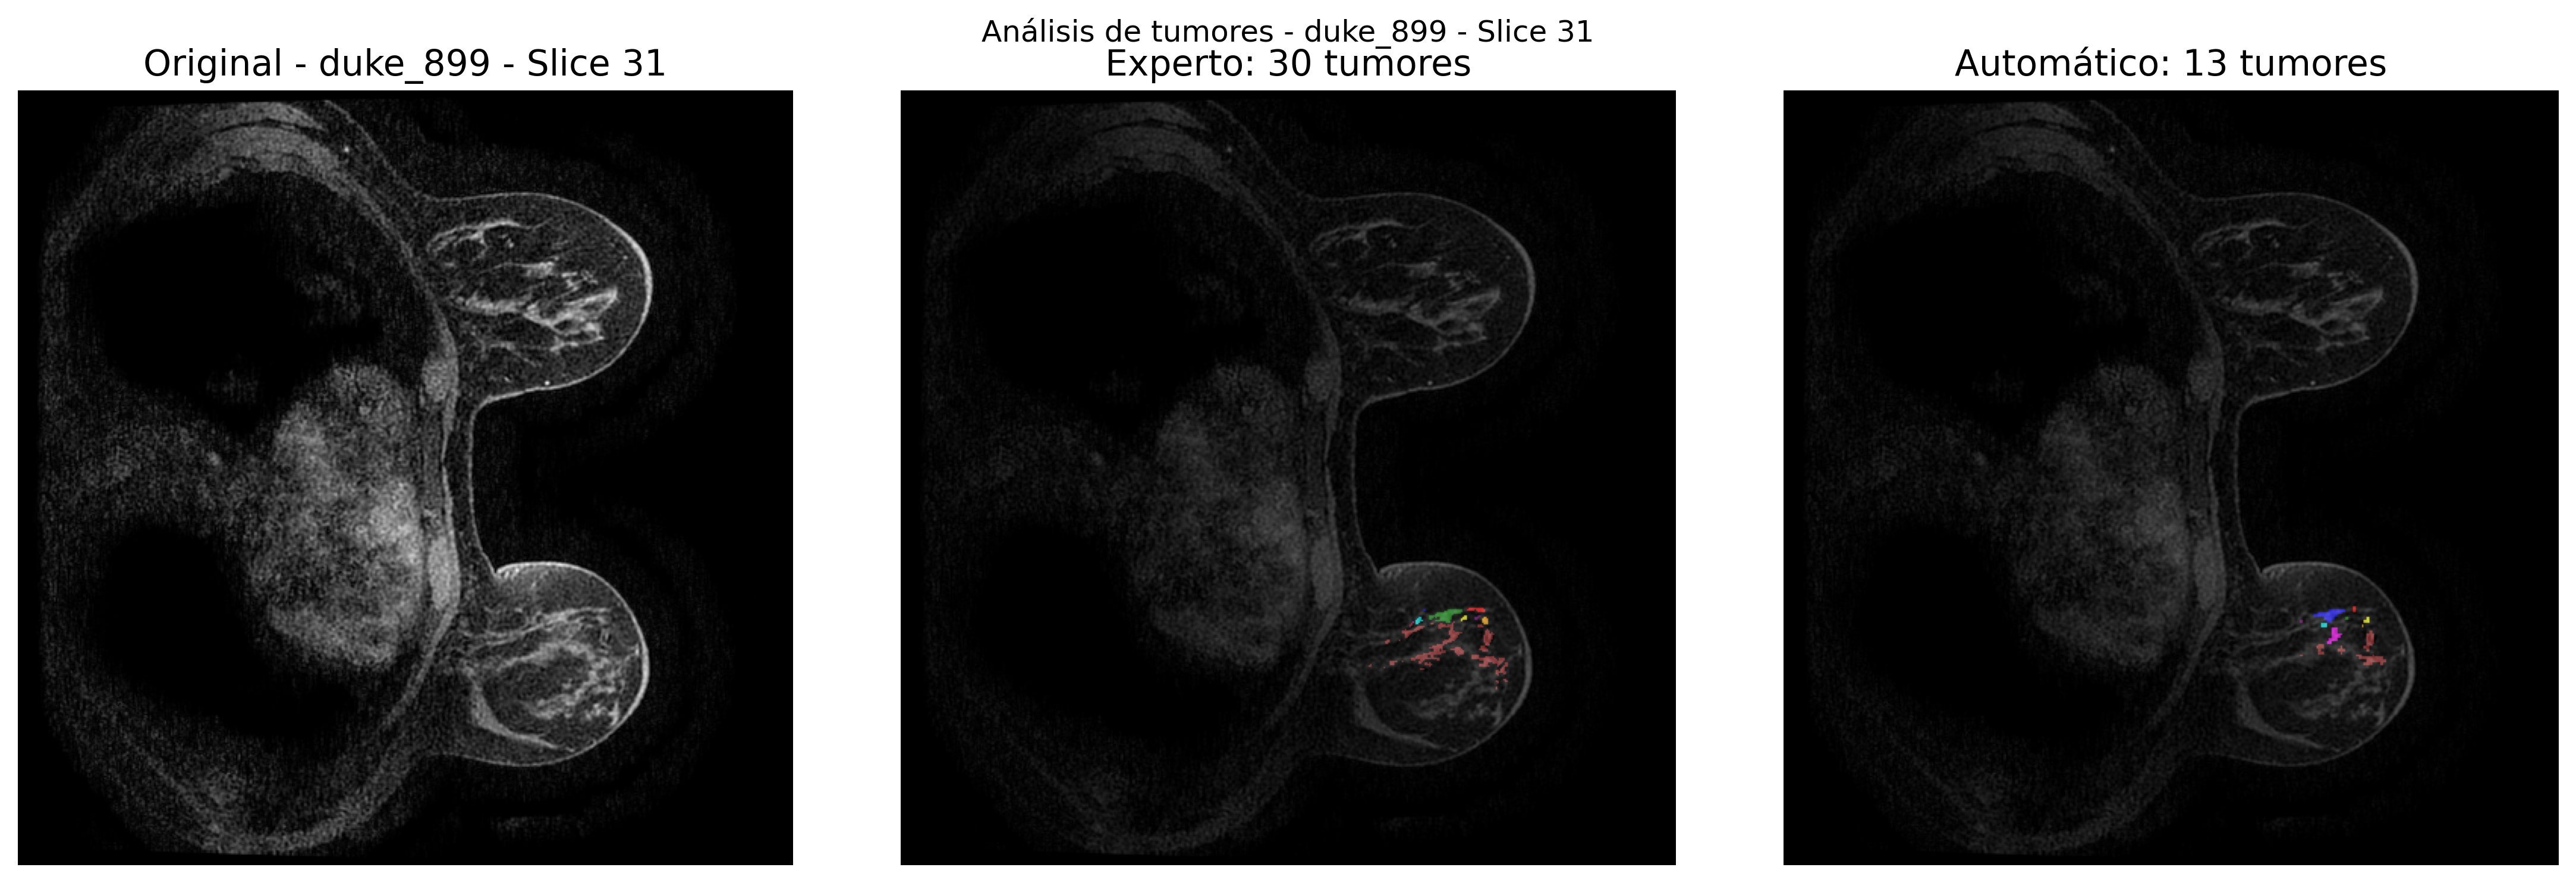 Análisis de tumores - duke_899 - Slice 31
Original - duke_899 - Slice 31
Experto: 30 tumores
Automático: 13 tumores